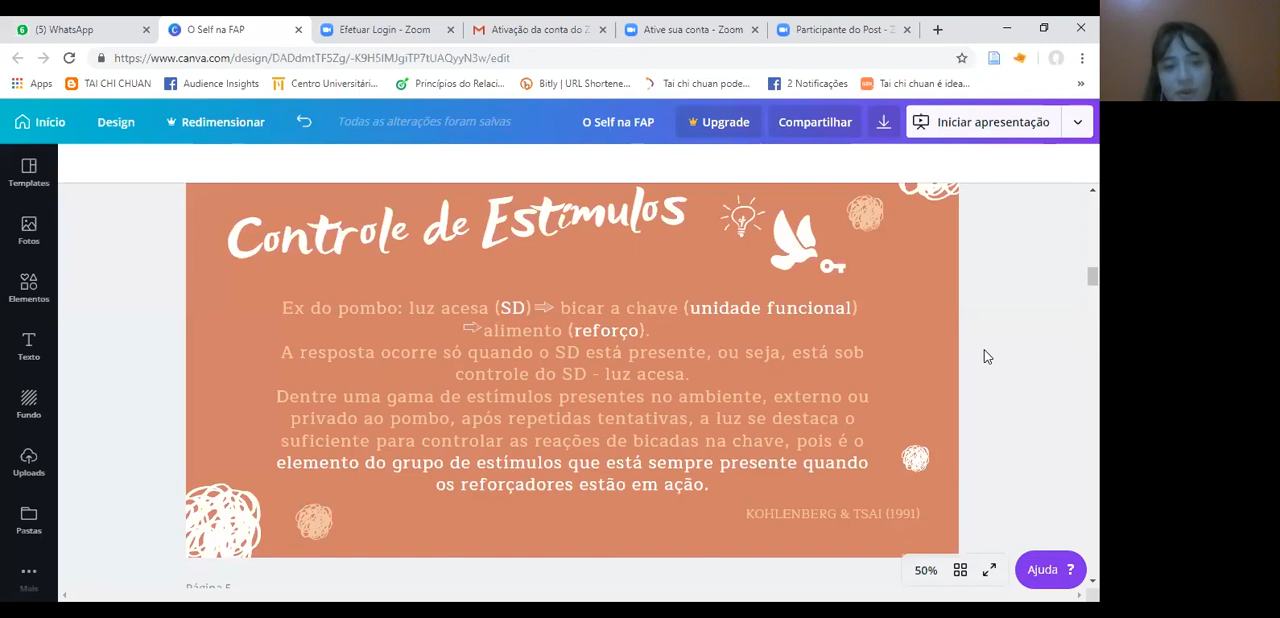 (5) WhatsApp
O Self na FAP
Efetuar Login - Zoom
Ativação da conta do Z
Ative sua conta - Zoom
Participante do Post - Z
https://www.canva.com/design/DADdmtTF5Zg/-K9H5IMJgiTP7tUAQyyN3w/edit
Apps
TAI CHI CHUAN
Audience Insights
Centro Universitári...
Princípios do Relaci...
Bitly | URL Shortene...
Tai chi chuan pode...
2 Notificações
Tai chi chuan é idea...
»
Início
Design
Redimensionar
Todas as alterações foram salvas
O Self na FAP
Upgrade
Compartilhar
Iniciar apresentação
Templates
Fotos
Elementos
Texto
Fundo
Uploads
Pastas
Mais
Controle de Estímulos
Ex do pombo: luz acesa (SD)⇨ bicar a chave (unidade funcional)
⇨alimento (reforço).
A resposta ocorre só quando o SD está presente, ou seja, está sob
controle do SD - luz acesa.
Dentre uma gama de estímulos presentes no ambiente, externo ou
privado ao pombo, após repetidas tentativas, a luz se destaca o
suficiente para controlar as reações de bicadas na chave, pois é o
elemento do grupo de estímulos que está sempre presente quando
os reforçadores estão em ação.
KOHLENBERG & TSAI (1991)
Página 5
50%
Ajuda ?